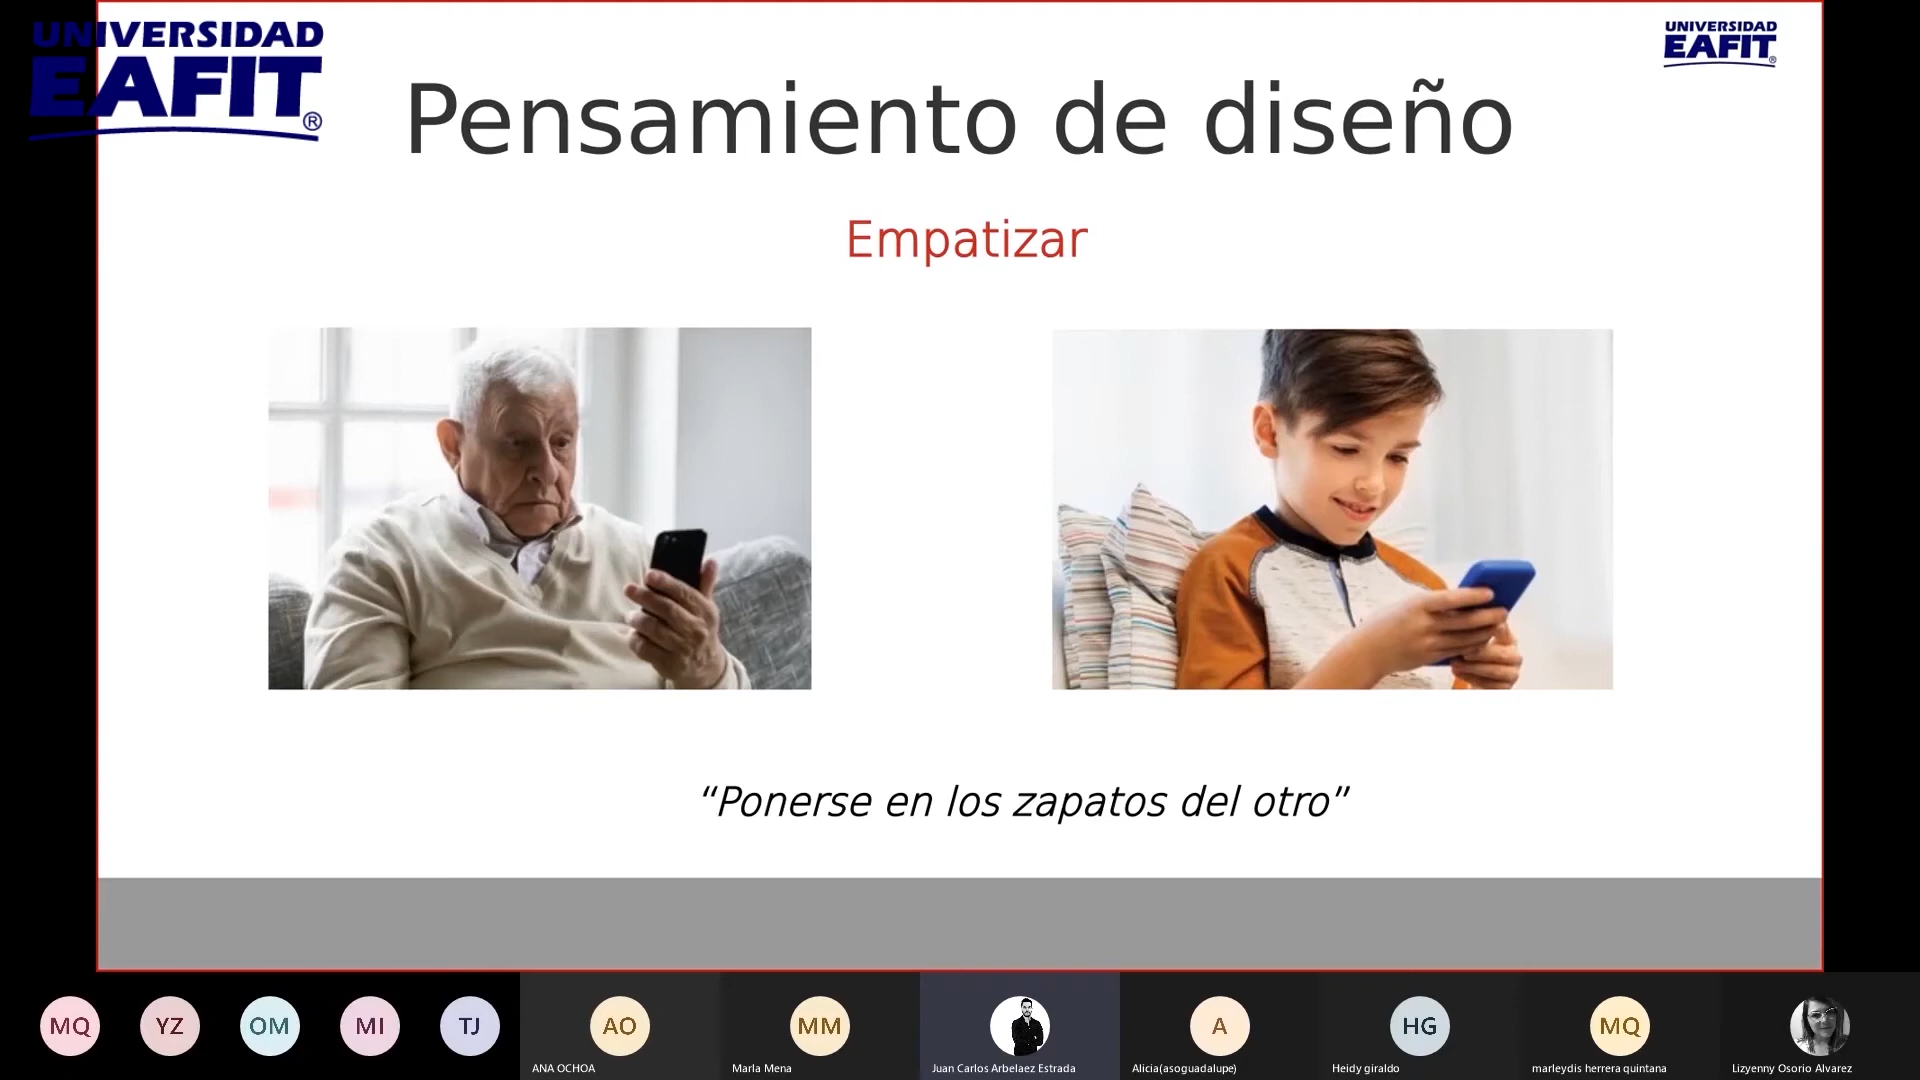 UNIVERSIDAD
EAFIT®
UNIVERSIDAD
EAFIT®
Pensamiento de diseño
Empatizar
“Ponerse en los zapatos del otro”
MQ
YZ
OM
MI
TJ
AO
MM
A
HG
MQ
ANA OCHOA
Marla Mena
Juan Carlos Arbelaez Estrada
Alicia(asoguadalupe)
Heidy giraldo
marleydis herrera quintana
Lizyenny Osorio Alvarez